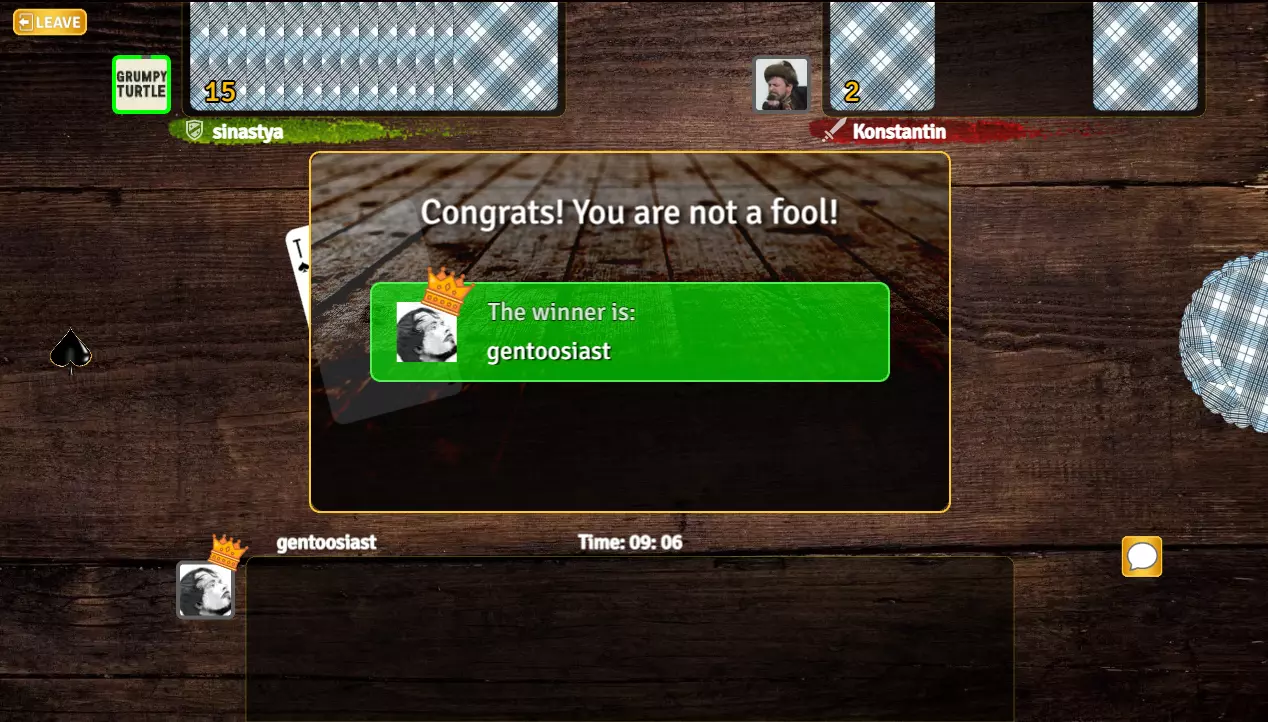 LEAVE
GRUMPY
TURTLE
15
2
sinastya
Konstantin
Congrats! You are not a fool!
T
The winner is:
gentoosiast
gentoosiast
Time: 09: 06